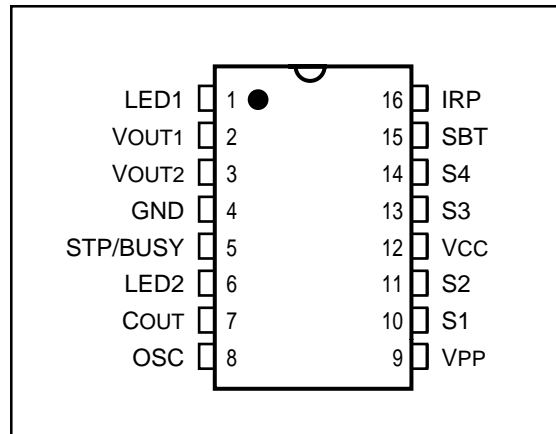 LED1 1 16 IRP
VOUT1 2 15 SBT
VOUT2 3 14 S4
GND 4 13 S3
STP/BUSY 5 12 VCC
LED2 6 11 S2
COUT 7 10 S1
OSC 8 9 VPP